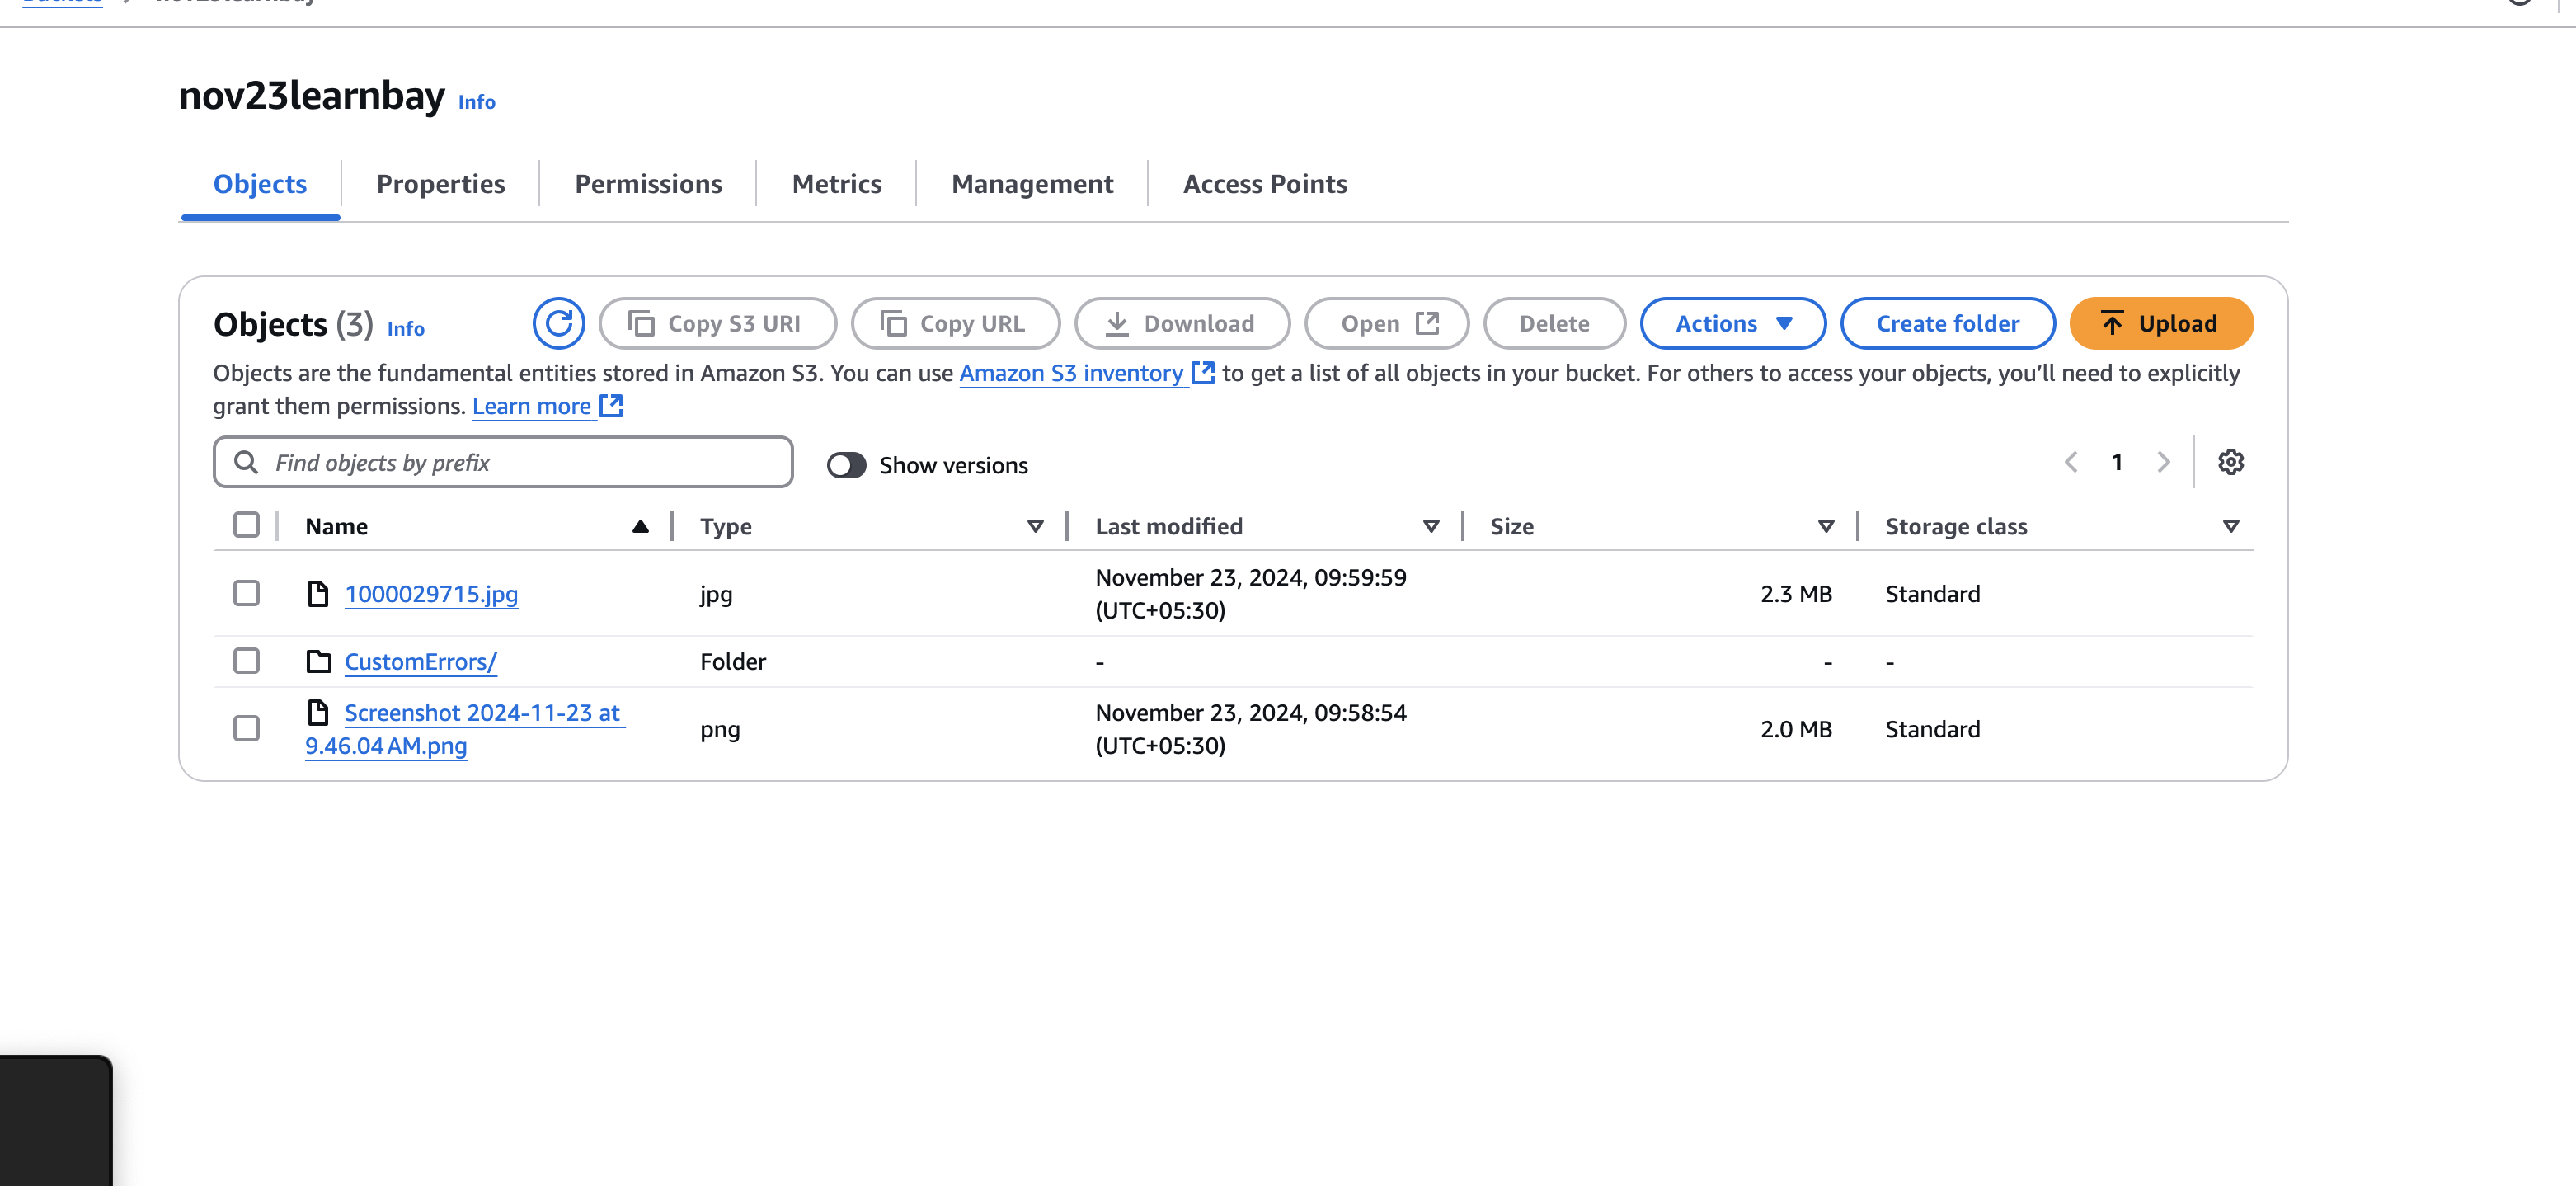 Buckets > nov23learnbay
nov23learnbay Info
Objects Properties Permissions Metrics Management Access Points
Objects (3) Info Copy S3 URI Copy URL Download Open Delete Actions Create folder Upload
Objects are the fundamental entities stored in Amazon S3. You can use Amazon S3 inventory to get a list of all objects in your bucket. For others to access your objects, you’ll need to explicitly
grant them permissions. Learn more
Find objects by prefix Show versions 1
Name Type Last modified Size Storage class
1000029715.jpg jpg November 23, 2024, 09:59:59 (UTC+05:30) 2.3 MB Standard
CustomErrors/ Folder - - -
Screenshot 2024-11-23 at 9.46.04 AM.png png November 23, 2024, 09:58:54 (UTC+05:30) 2.0 MB Standard